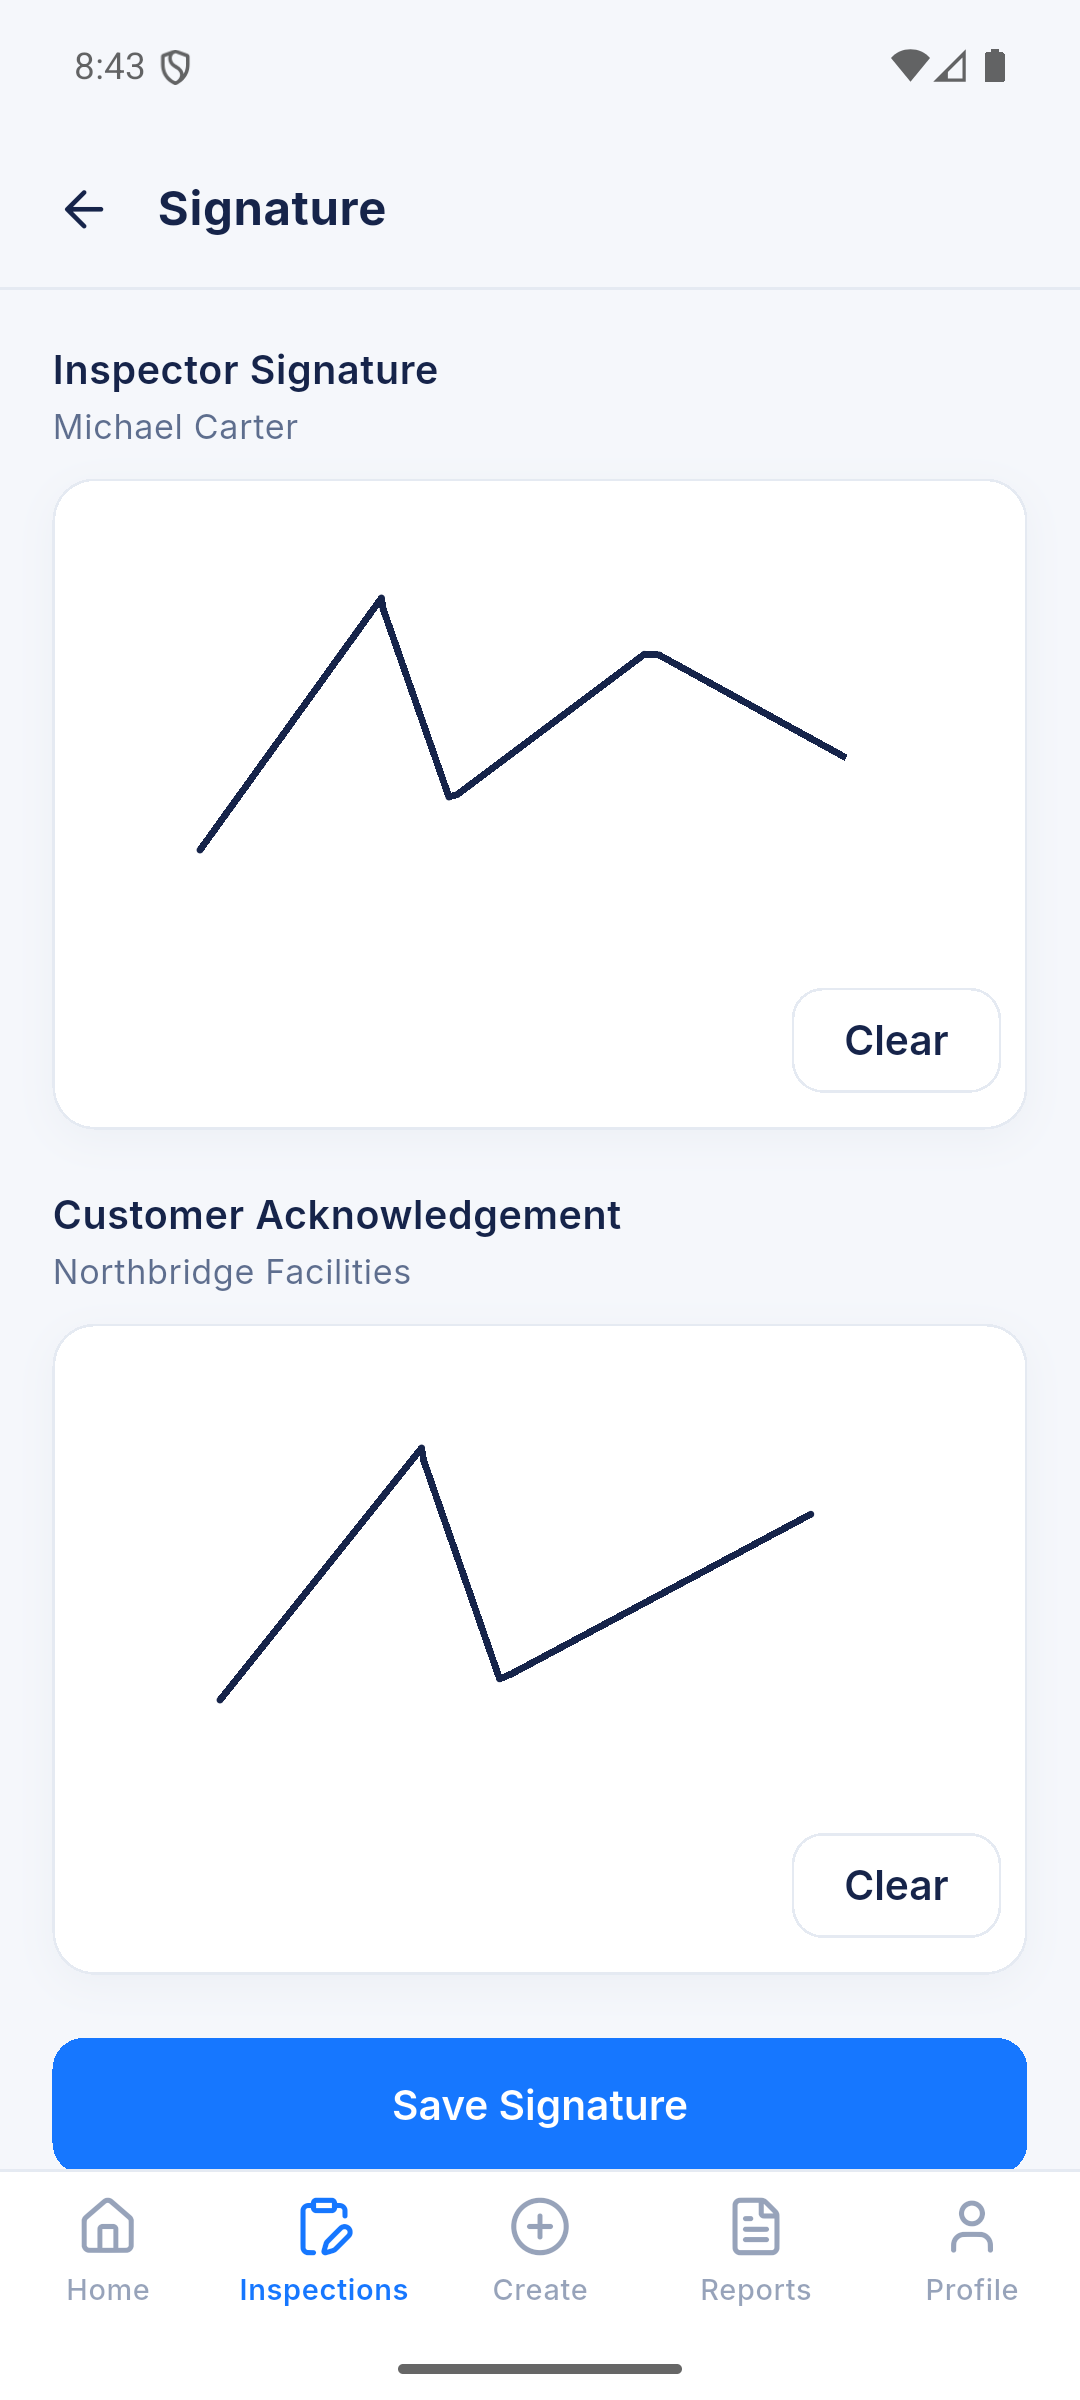 8:43
Signature
Inspector Signature
Michael Carter
Clear
Customer Acknowledgement
Northbridge Facilities
Clear
Save Signature
Home
Inspections
Create
Reports
Profile